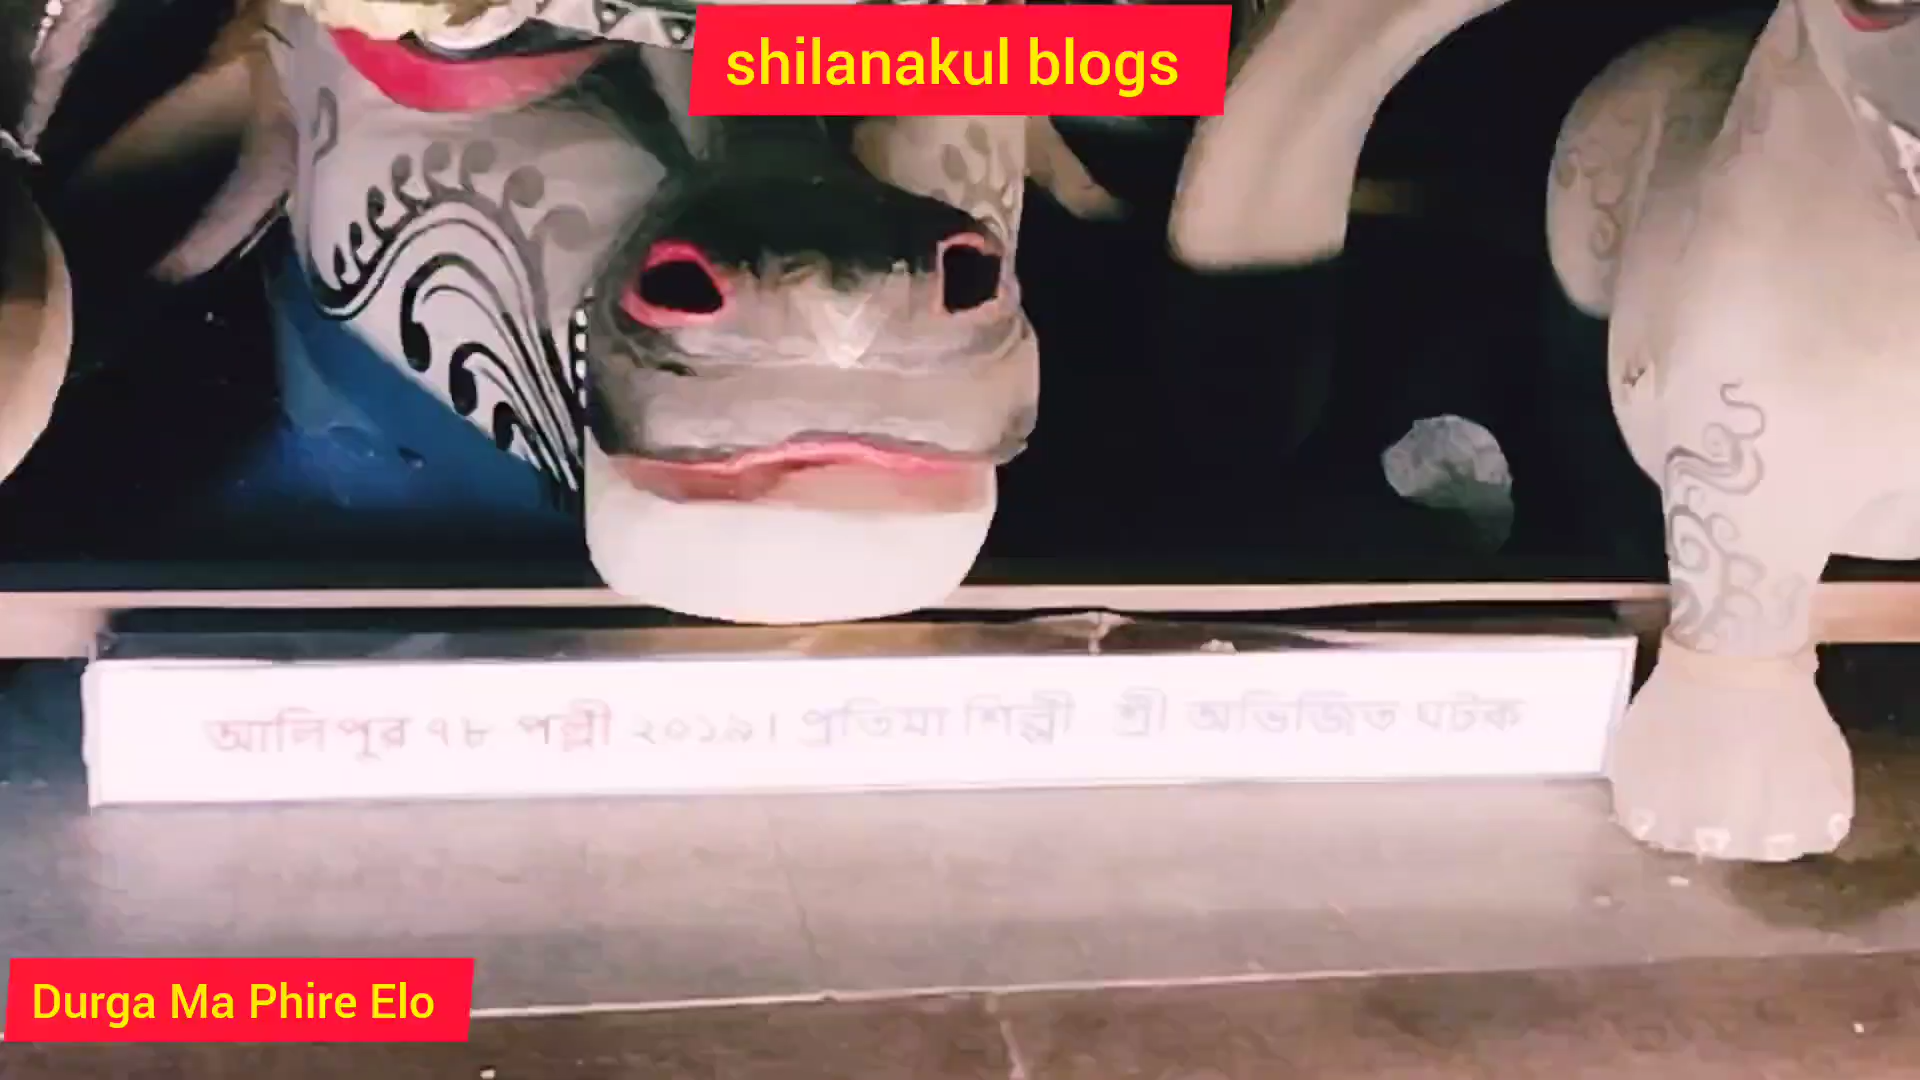 shilanakul blogs
আলিপুর ৭৮ পল্লী ২০১৯। প্রতিমা শিল্পী শ্রী অভিজিত ঘটক
Durga Ma Phire Elo